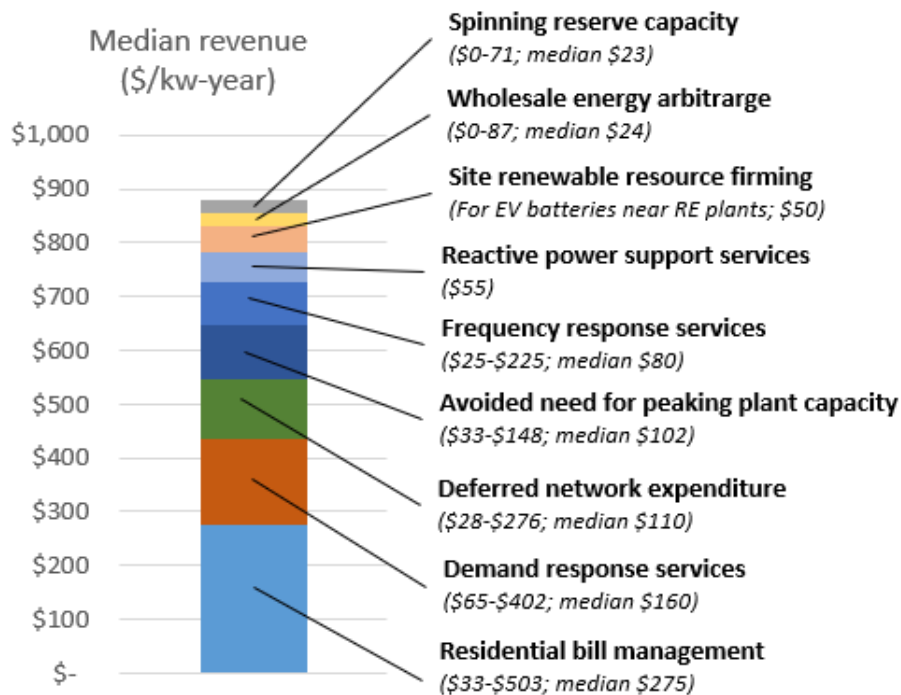 Median revenue
($/kw-year)
$1,000
$900
$800
$700
$600
$500
$400
$300
$200
$100
$-
Spinning reserve capacity
($0-71; median $23)
Wholesale energy arbitrarge
($0-87; median $24)
Site renewable resource firming
(For EV batteries near RE plants; $50)
Reactive power support services
($55)
Frequency response services
($25-$225; median $80)
Avoided need for peaking plant capacity
($33-$148; median $102)
Deferred network expenditure
($28-$276; median $110)
Demand response services
($65-$402; median $160)
Residential bill management
($33-$503; median $275)